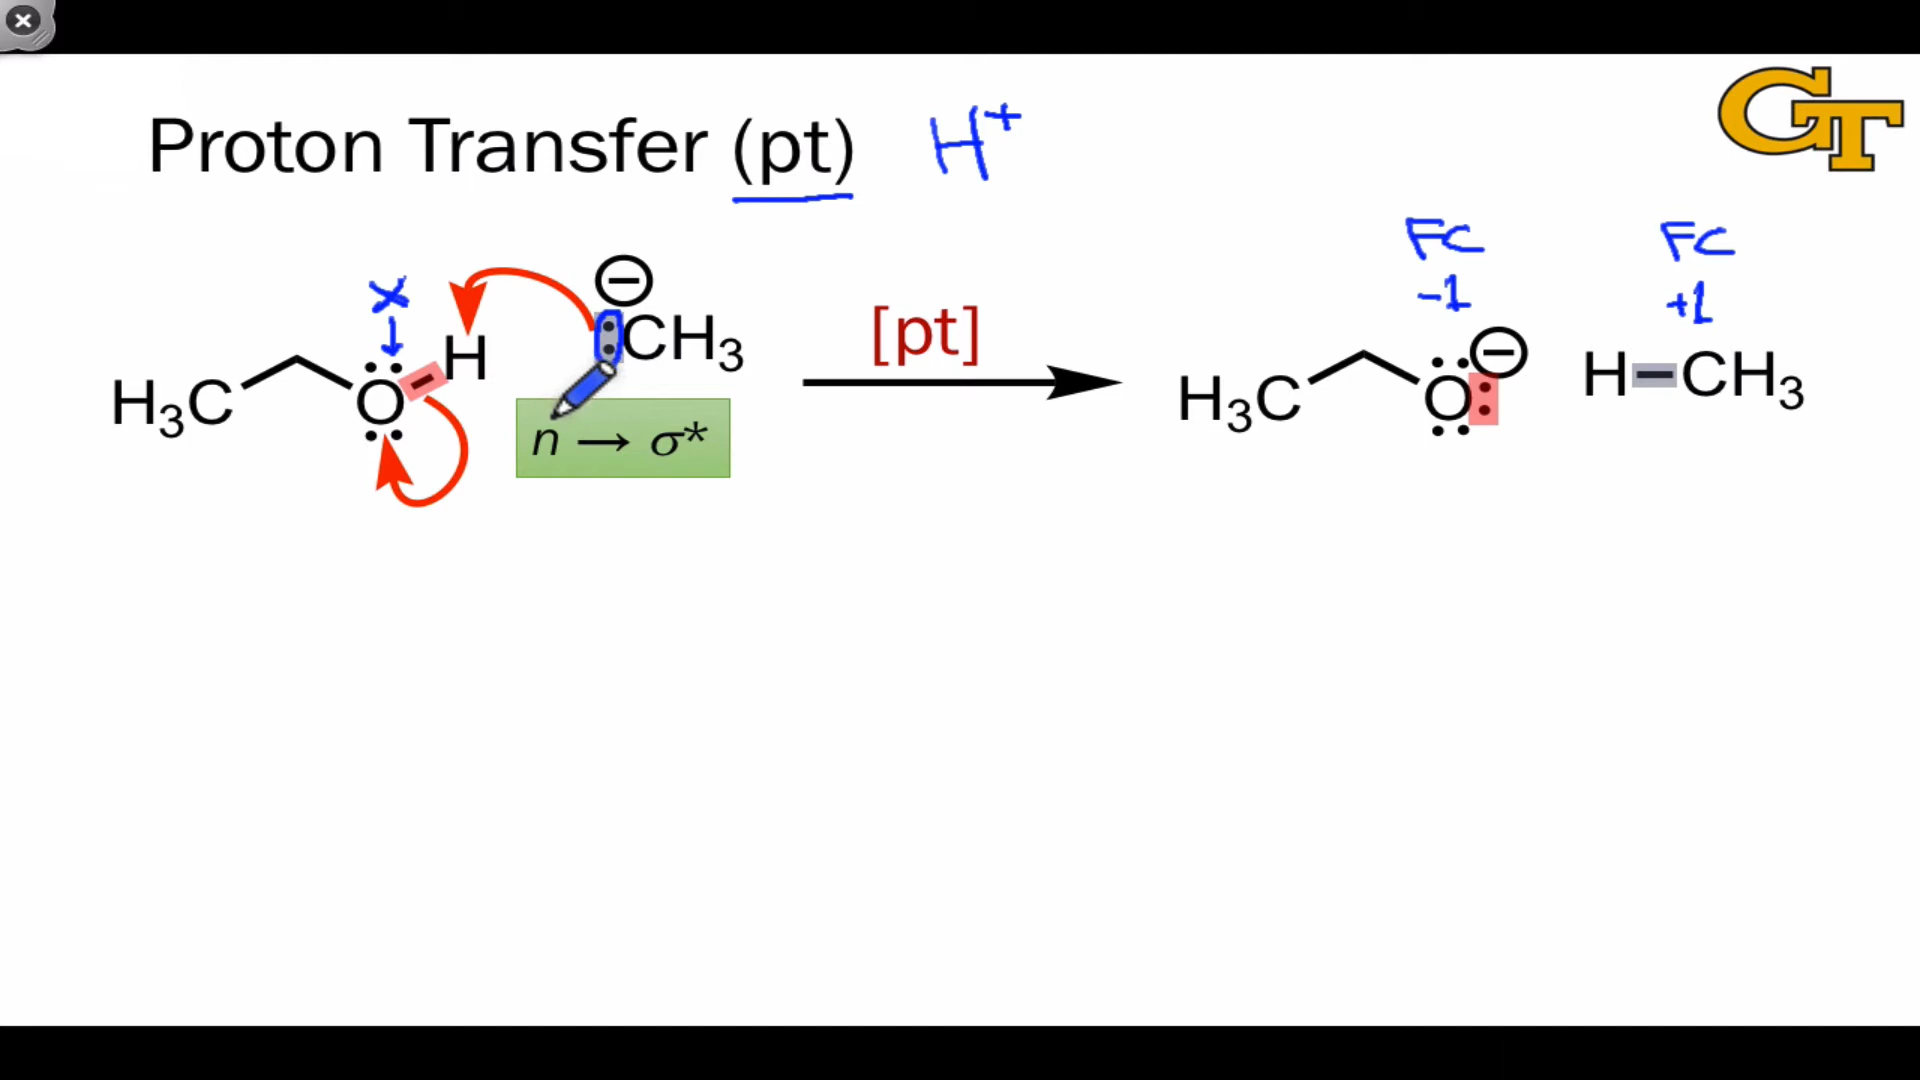 Proton Transfer (pt) H⁺
GT
FC FC
-1 +1
H₃C O H :CH₃ ⊖
[pt]
H₃C O ⊖ H–CH₃
n → σ*